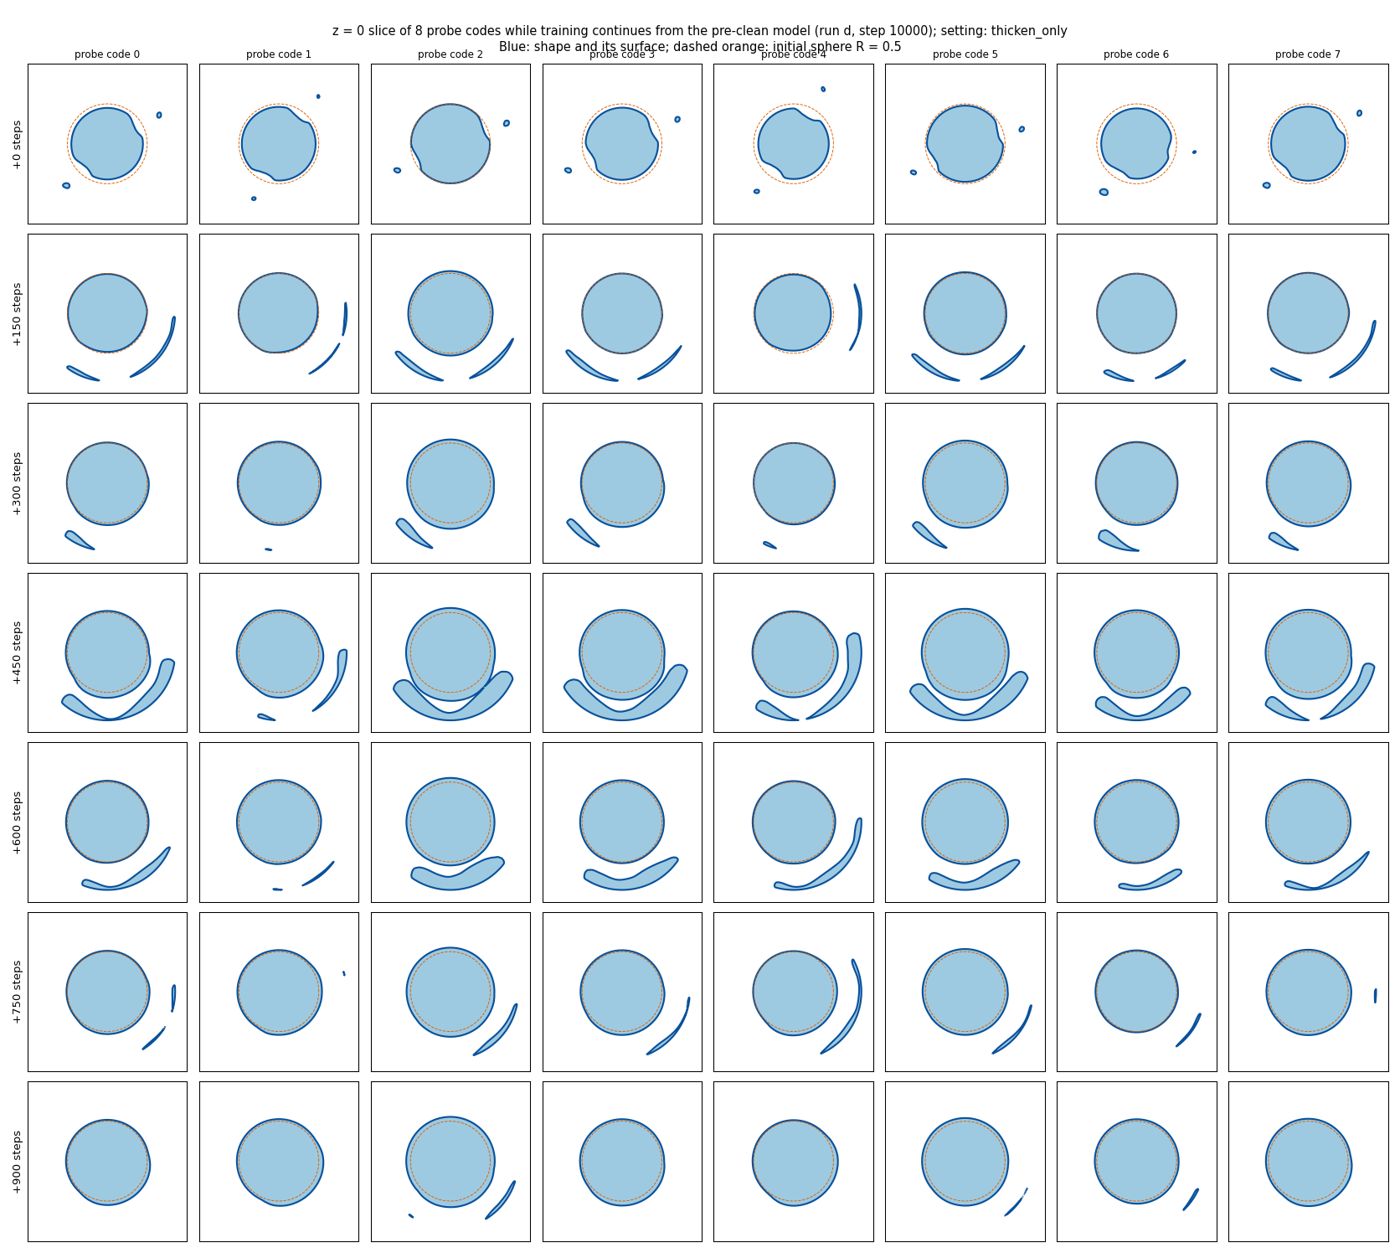 z = 0 slice of 8 probe codes while training continues from the pre-clean model (run d, step 10000); setting: thicken_only
Blue: shape and its surface; dashed orange: initial sphere R = 0.5
probe code 0
probe code 1
probe code 2
probe code 3
probe code 4
probe code 5
probe code 6
probe code 7
+0 steps
+150 steps
+300 steps
+450 steps
+600 steps
+750 steps
+900 steps